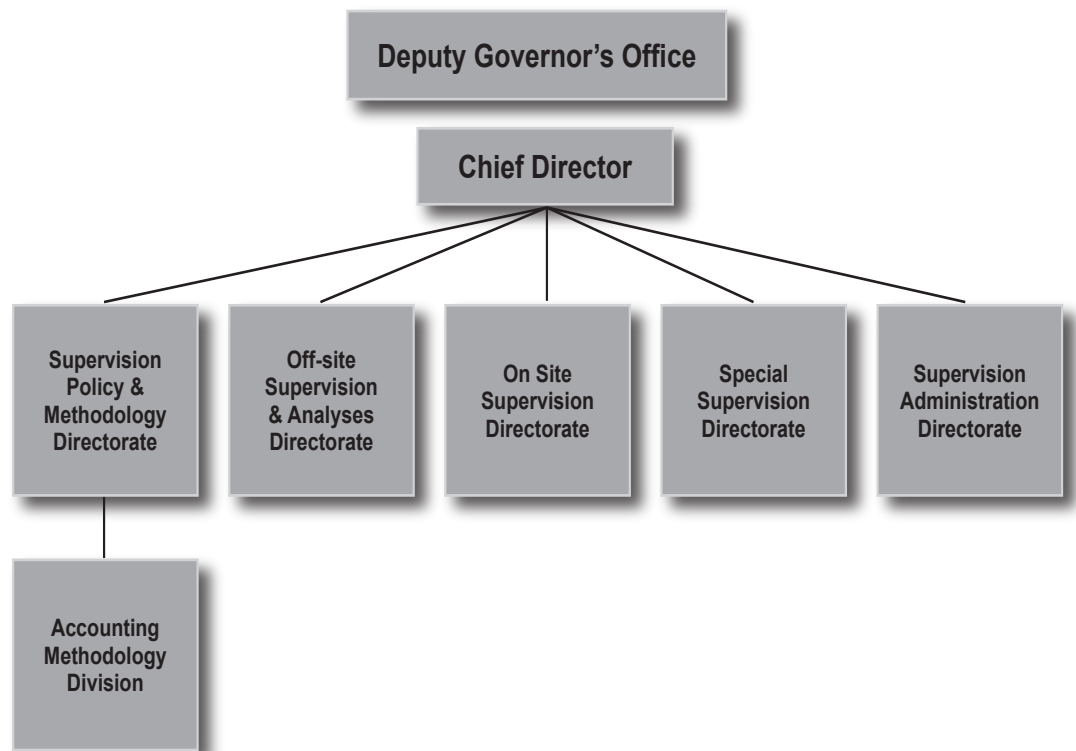 Deputy Governor’s Office
Chief Director
Supervision
Policy &
Methodology
Directorate
Off-site
Supervision
& Analyses
Directorate
On Site
Supervision
Directorate
Special
Supervision
Directorate
Supervision
Administration
Directorate
Accounting
Methodology
Division